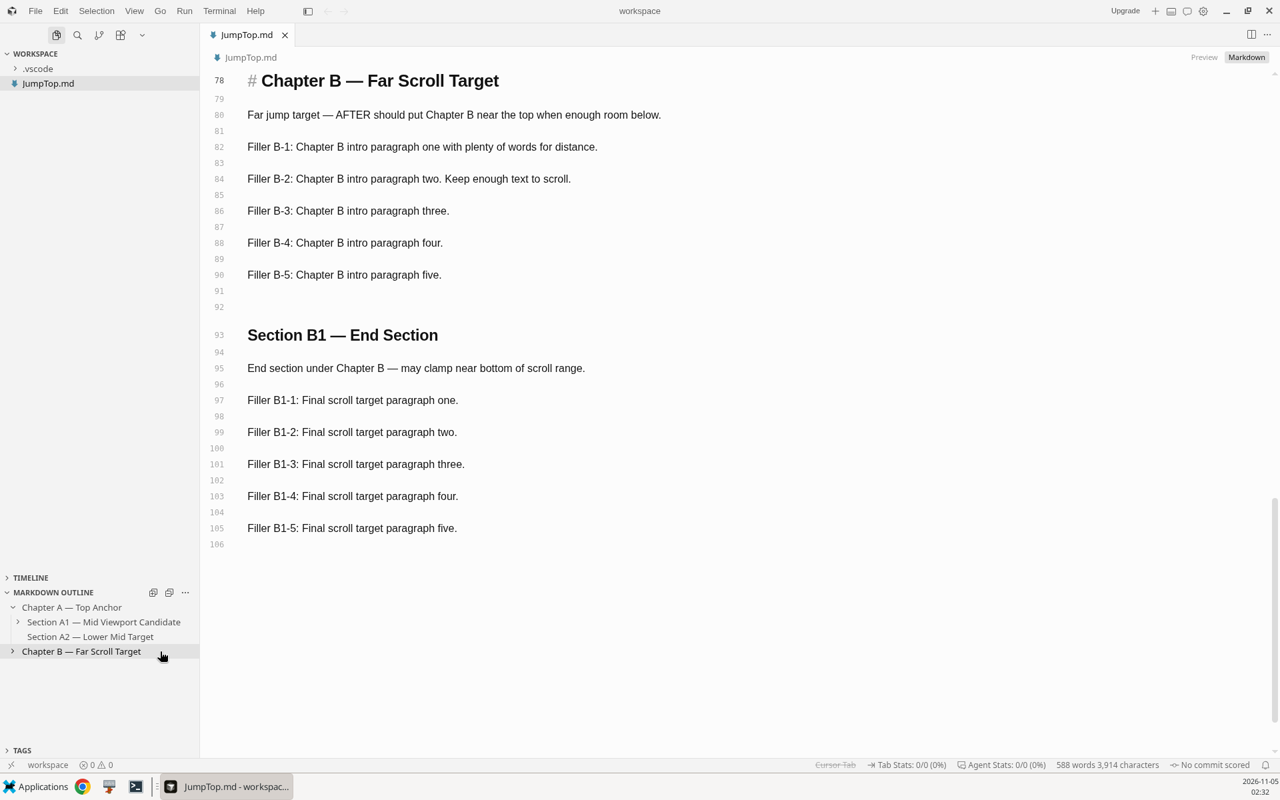 File Edit Selection View Go Run Terminal Help
workspace
Upgrade
WORKSPACE
.vscode
JumpTop.md
TIMELINE
MARKDOWN OUTLINE
Chapter A — Top Anchor
Section A1 — Mid Viewport Candidate
Section A2 — Lower Mid Target
Chapter B — Far Scroll Target
TAGS
JumpTop.md
JumpTop.md
Preview Markdown
78 # Chapter B — Far Scroll Target
79
80 Far jump target — AFTER should put Chapter B near the top when enough room below.
81
82 Filler B-1: Chapter B intro paragraph one with plenty of words for distance.
83
84 Filler B-2: Chapter B intro paragraph two. Keep enough text to scroll.
85
86 Filler B-3: Chapter B intro paragraph three.
87
88 Filler B-4: Chapter B intro paragraph four.
89
90 Filler B-5: Chapter B intro paragraph five.
91
92
93 Section B1 — End Section
94
95 End section under Chapter B — may clamp near bottom of scroll range.
96
97 Filler B1-1: Final scroll target paragraph one.
98
99 Filler B1-2: Final scroll target paragraph two.
100
101 Filler B1-3: Final scroll target paragraph three.
102
103 Filler B1-4: Final scroll target paragraph four.
104
105 Filler B1-5: Final scroll target paragraph five.
106
workspace 0 0 Cursor Tab Tab Stats: 0/0 (0%) Agent Stats: 0/0 (0%) 588 words 3,914 characters No commit scored
Applications JumpTop.md - workspac... 2026-11-05
02:32